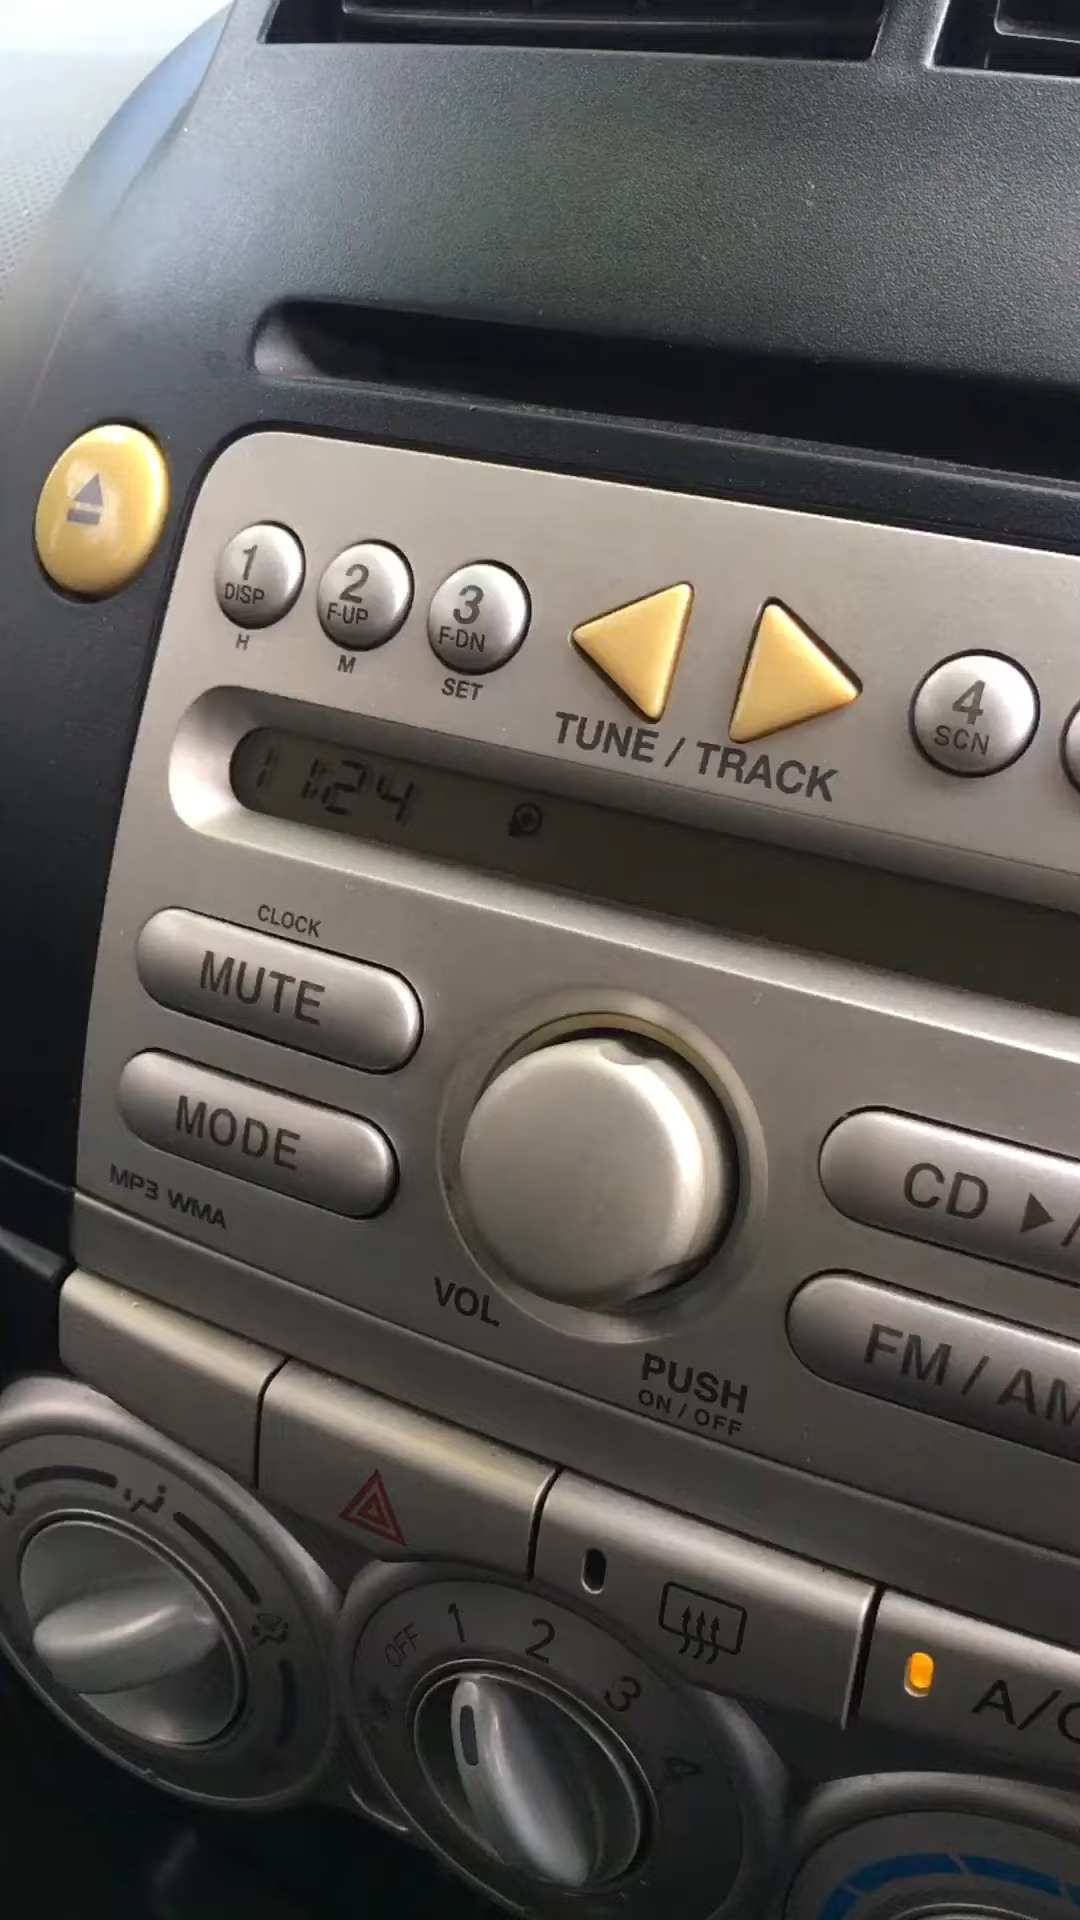 1 DISP
H
2 F-UP
M
3 F-DN
SET
TUNE / TRACK
4 SCN
11:24
CLOCK
MUTE
MODE
MP3 WMA
VOL
PUSH
ON / OFF
CD
FM / AM
OFF 1 2 3 4
A/C